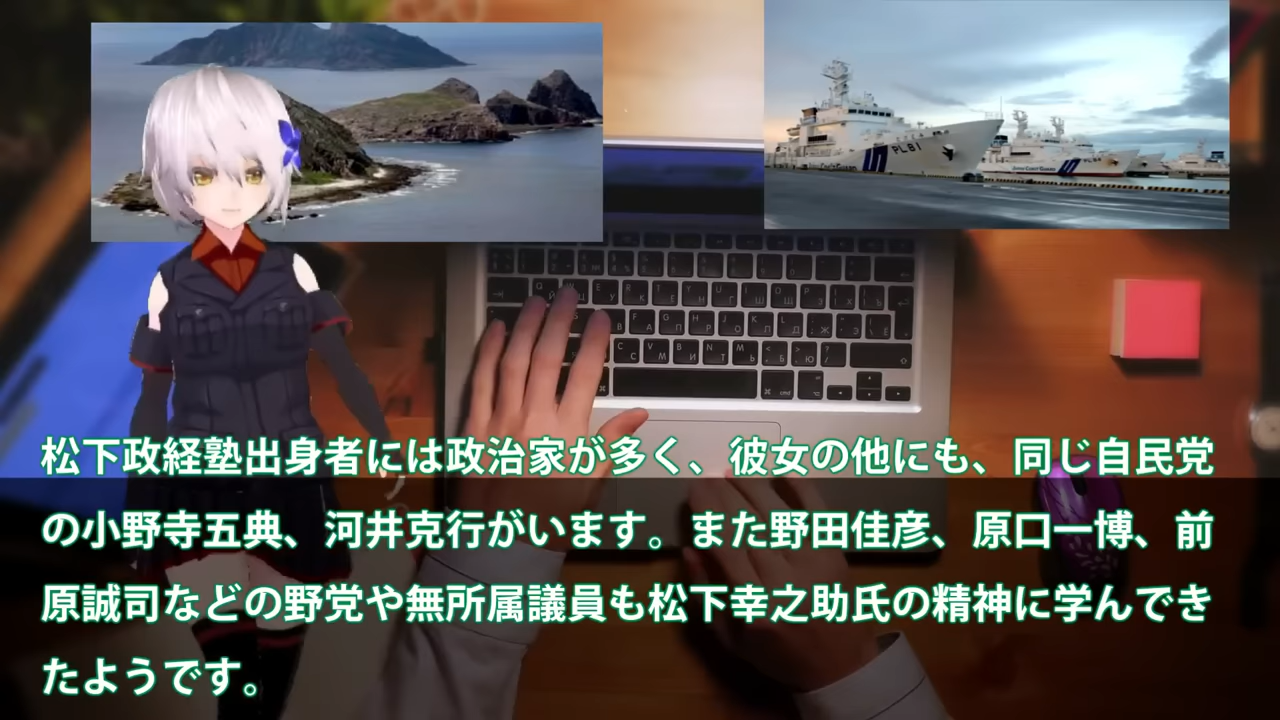 PL81
松下政経塾出身者には政治家が多く、彼女の他にも、同じ自民党
の小野寺五典、河井克行がいます。また野田佳彦、原口一博、前
原誠司などの野党や無所属議員も松下幸之助氏の精神に学んでき
たようです。